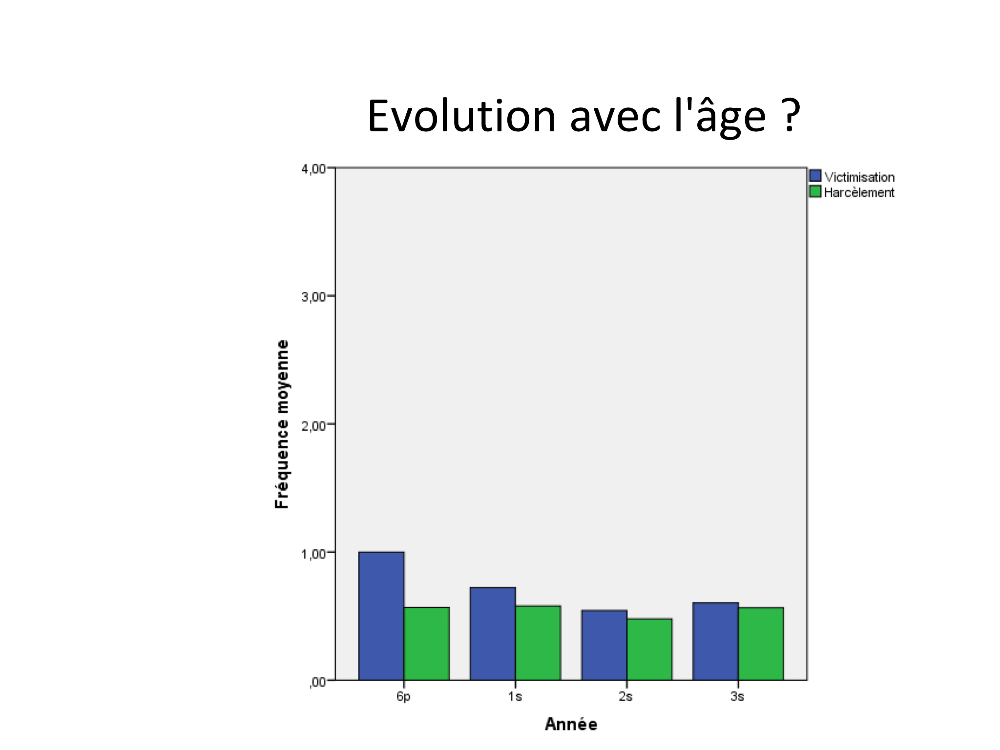 Evolution avec l'âge ?
4,00
3,00
2,00
1,00
,00
Fréquence moyenne
Victimisation
Harcèlement
6p 1s 2s 3s
Année